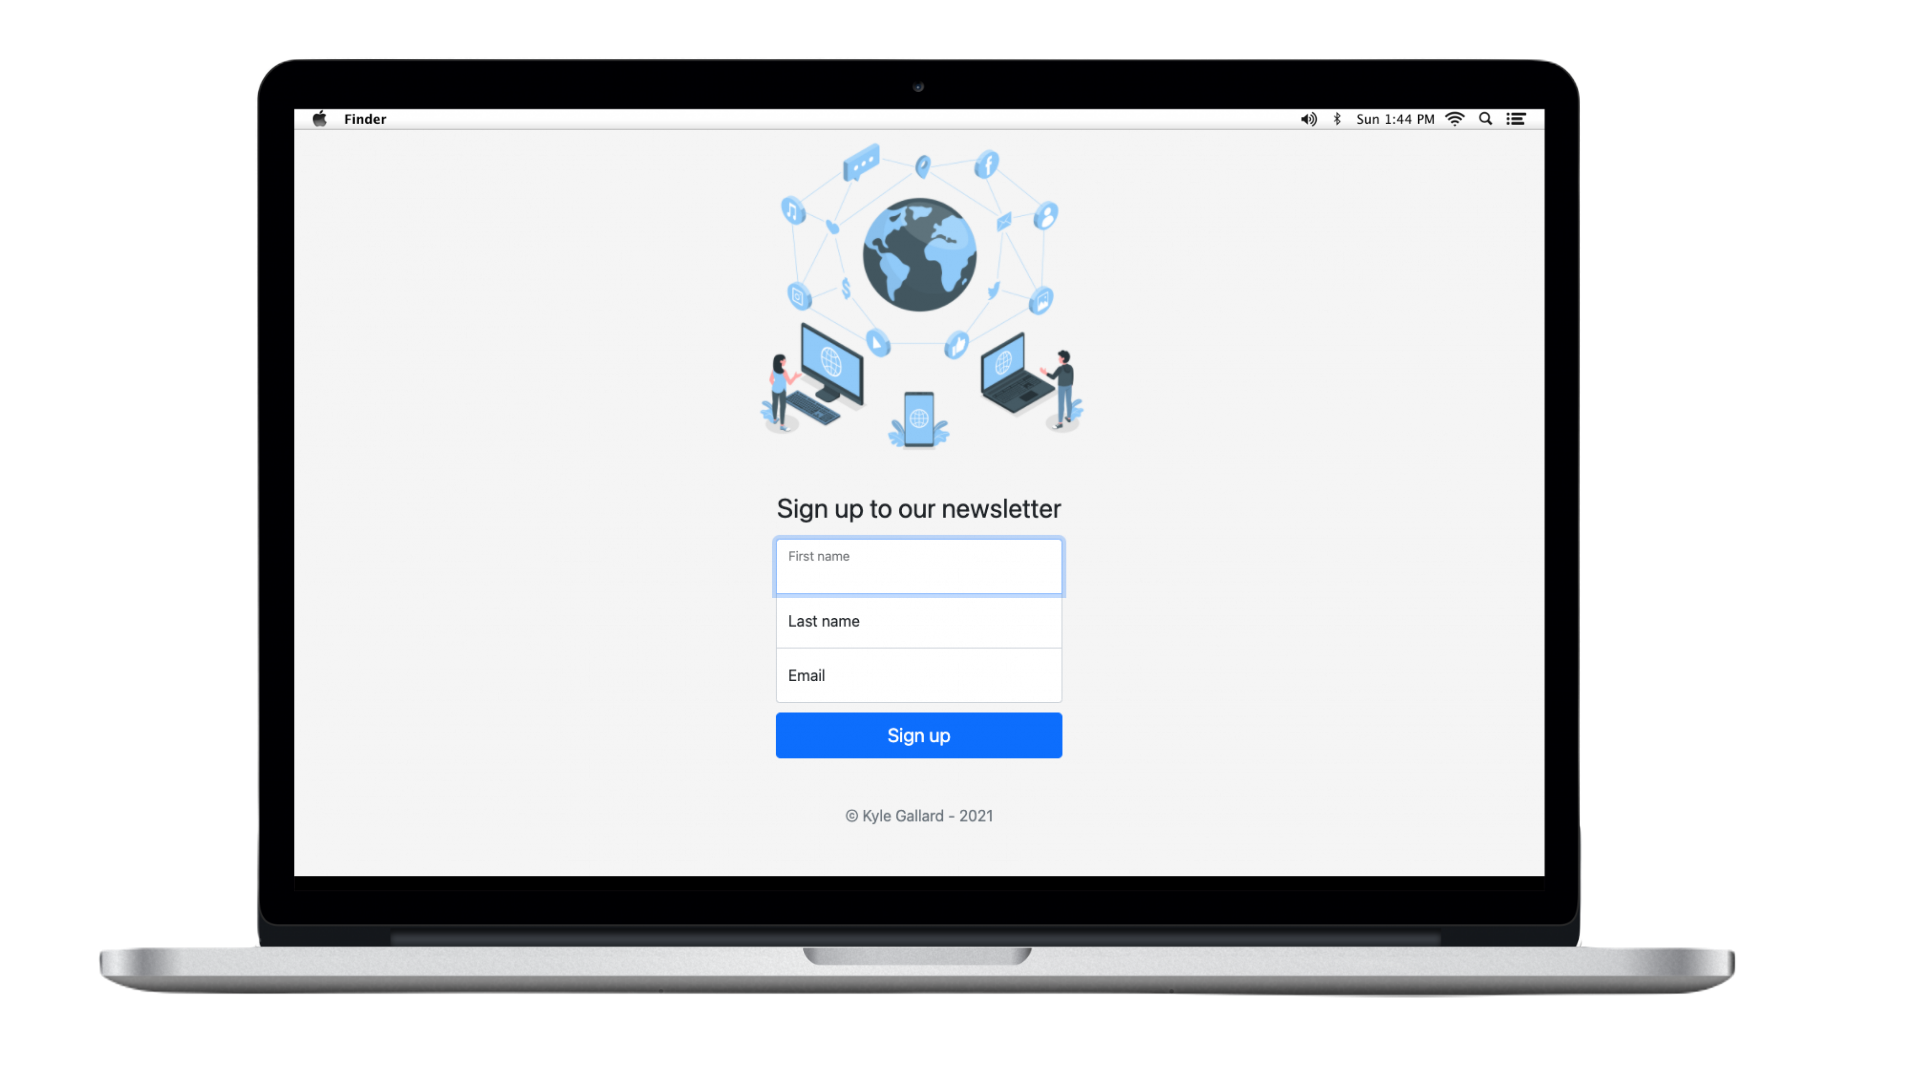 Finder
Sun 1:44 PM
Sign up to our newsletter
First name
Last name
Email
Sign up
© Kyle Gallard - 2021